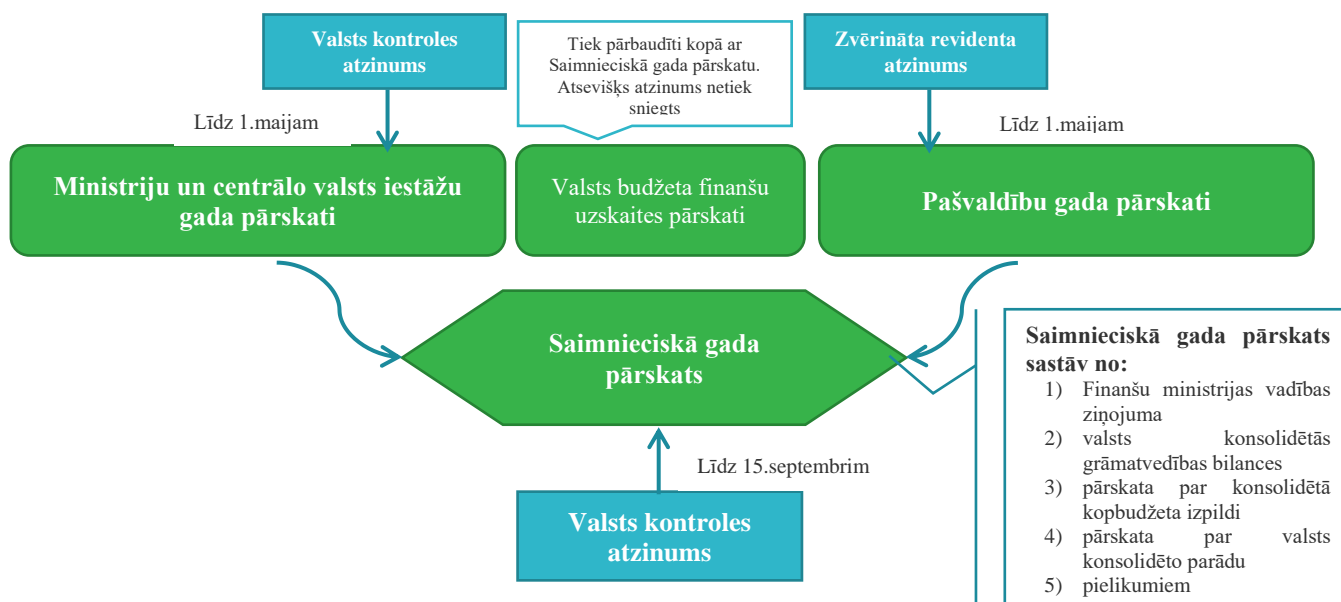 Valsts kontroles
atzinums
Tiek pārbaudīti kopā ar
Saimnieciskā gada
pārskatu.
Atsevišķs atzinums netiek
sniegts
Zvērināta revidenta
atzinums
Līdz 1.maijam
Līdz 1.maijam
Ministriju un centrālo valsts iestāžu
gada pārskati
Valsts budžeta finanšu
uzskaites pārskati
Pašvaldību gada pārskati
Saimnieciskā gada
pārskats
Līdz 15.septembrim
Valsts kontroles
atzinums
Saimnieciskā gada pārskats
sastāv no:
1) Finanšu ministrijas vadības
ziņojuma
2) valsts konsolidētās
grāmatvedības bilances
3) pārskata par konsolidētā
kopbudžeta izpildi
4) pārskata par valsts
konsolidēto parādu
5) pielikumiem